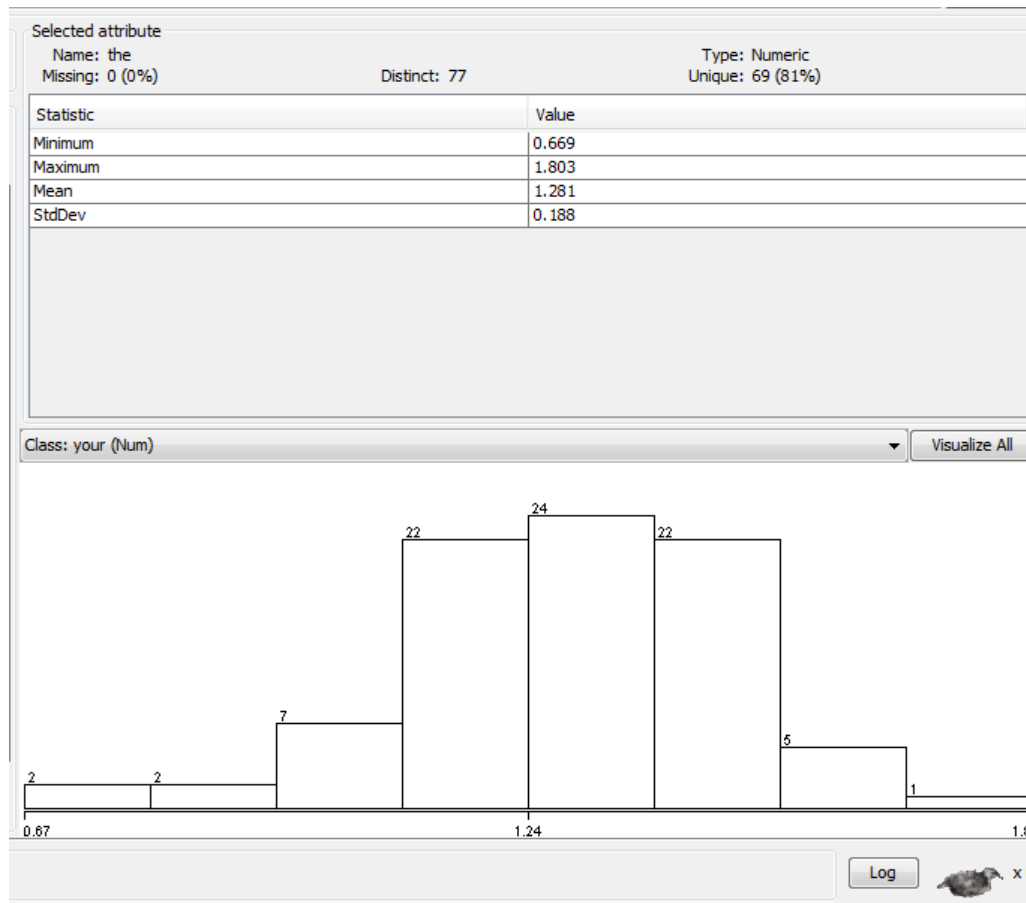 Selected attribute
Name: the Type: Numeric
Missing: 0 (0%) Distinct: 77 Unique: 69 (81%)
Statistic Value
Minimum 0.669
Maximum 1.803
Mean 1.281
StdDev 0.188
Class: your (Num) Visualize All
24
22 22
7
5
2 2
1
0.67 1.24 1.8
Log x